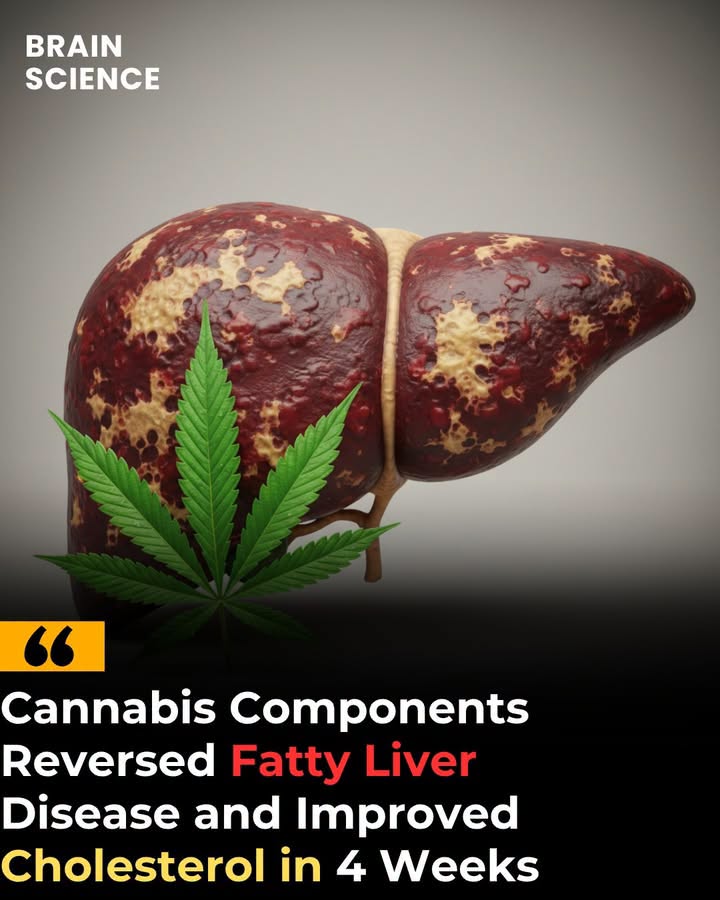 BRAIN
SCIENCE
“
Cannabis Components
Reversed Fatty Liver
Disease and Improved
Cholesterol in 4 Weeks